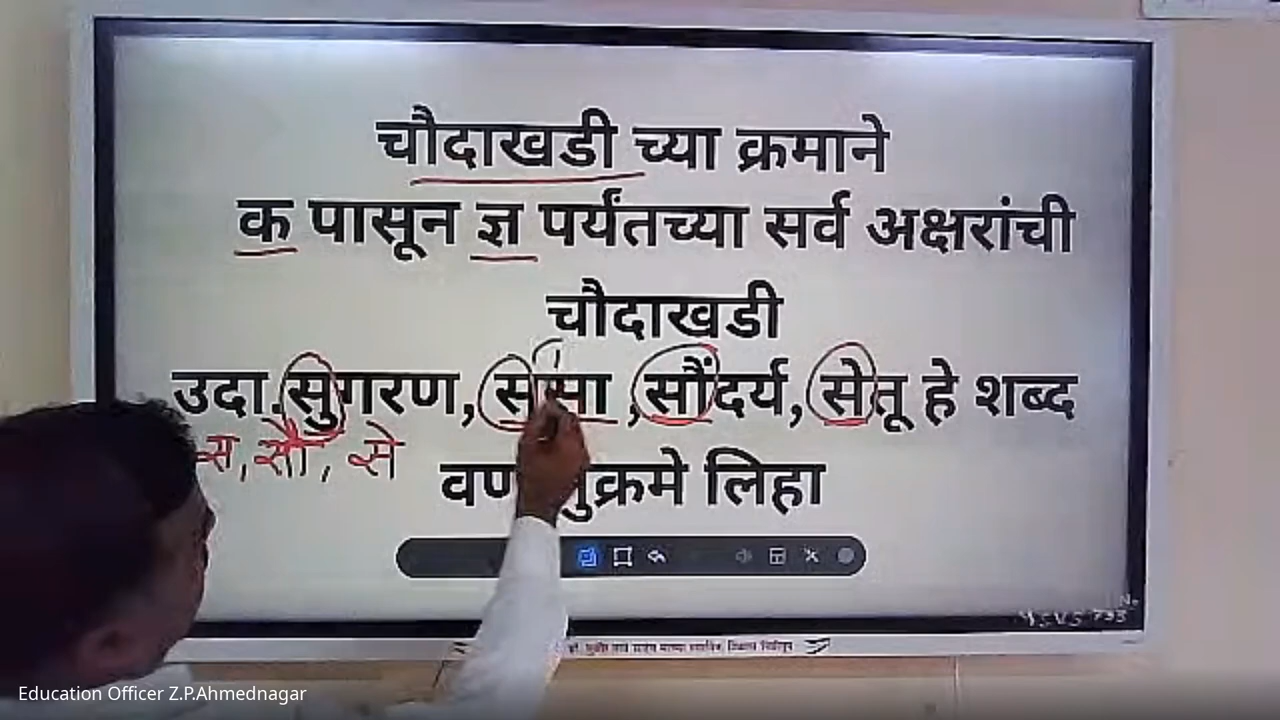 चौदाखडी च्या क्रमाने
क पासून ज्ञ पर्यंतच्या सर्व अक्षरांची
चौदाखडी
उदा.सुगरण, ससा ,सौंदर्य, सेतू हे शब्द
स, सौ, से
लिहा
Education Officer Z.P.Ahmednagar